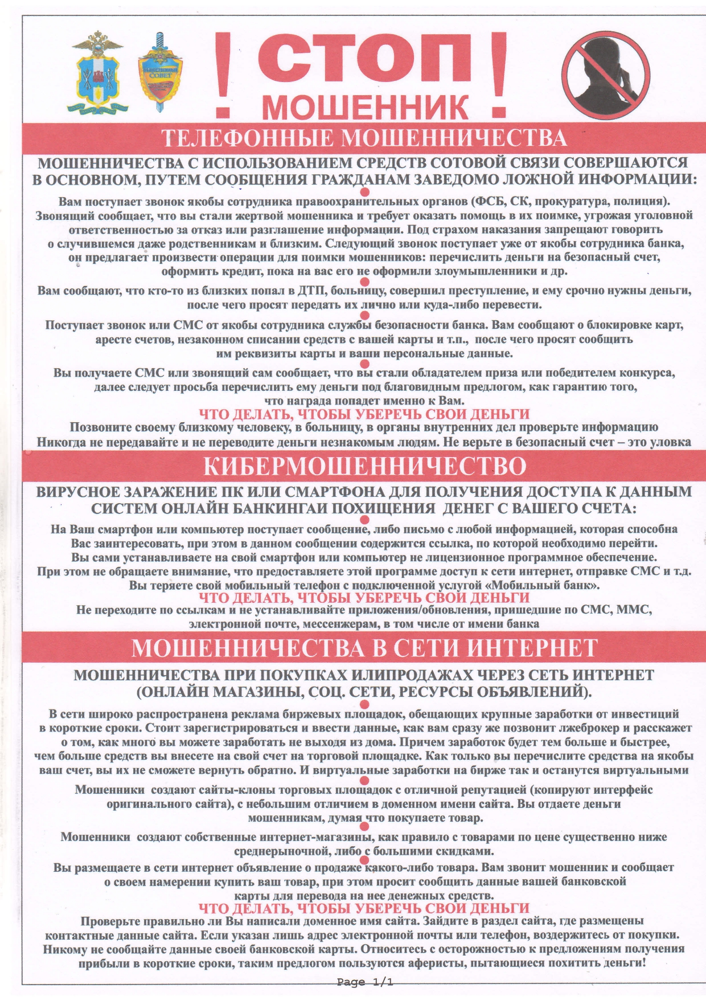 ОБЩЕСТВЕННЫЙ
СОВЕТ
! СТОП !
МОШЕННИК
ТЕЛЕФОННЫЕ МОШЕННИЧЕСТВА
МОШЕННИЧЕСТВА С ИСПОЛЬЗОВАНИЕМ СРЕДСТВ СОТОВОЙ СВЯЗИ СОВЕРШАЮТСЯ
В ОСНОВНОМ, ПУТЕМ СООБЩЕНИЯ ГРАЖДАНАМ ЗАВЕДОМО ЛОЖНОЙ ИНФОРМАЦИИ:
Вам поступает звонок якобы сотрудника правоохранительных органов (ФСБ, СК, прокуратура, полиция).
Звонящий сообщает, что вы стали жертвой мошенника и требует оказать помощь в их поимке, угрожая уголовной
ответственностью за отказ или разглашение информации. Под страхом наказания запрещают говорить
о случившемся даже родственникам и близким. Следующий звонок поступает уже от якобы сотрудника банка,
он предлагает произвести операции для поимки мошенников: перечислить деньги на безопасный счет,
оформить кредит, пока на вас его не оформили злоумышленники и др.
Вам сообщают, что кто-то из близких попал в ДТП, больницу, совершил преступление, и ему срочно нужны деньги,
после чего просят передать их лично или куда-либо перевести.
Поступает звонок или СМС от якобы сотрудника службы безопасности банка. Вам сообщают о блокировке карт,
аресте счетов, незаконном списании средств с вашей карты и т.п., после чего просят сообщить
им реквизиты карты и ваши персональные данные.
Вы получаете СМС или звонящий сам сообщает, что вы стали обладателем приза или победителем конкурса,
далее следует просьба перечислить ему деньги под благовидным предлогом, как гарантию того,
что награда попадет именно к Вам.
ЧТО ДЕЛАТЬ, ЧТОБЫ УБЕРЕЧЬ СВОИ ДЕНЬГИ
Позвоните своему близкому человеку, в больницу, в органы внутренних дел проверьте информацию
Никогда не передавайте и не переводите деньги незнакомым людям. Не верьте в безопасный счет – это уловка
КИБЕРМОШЕННИЧЕСТВО
ВИРУСНОЕ ЗАРАЖЕНИЕ ПК ИЛИ СМАРТФОНА ДЛЯ ПОЛУЧЕНИЯ ДОСТУПА К ДАННЫМ
СИСТЕМ ОНЛАЙН БАНКИНГАИ ПОХИЩЕНИЯ ДЕНЕГ С ВАШЕГО СЧЕТА:
На Ваш смартфон или компьютер поступает сообщение, либо письмо с любой информацией, которая способна
Вас заинтересовать, при этом в данном сообщении содержится ссылка, по которой необходимо перейти.
Вы сами устанавливаете на свой смартфон или компьютер не лицензионное программное обеспечение.
При этом не обращаете внимание, что предоставляете этой программе доступ к сети интернет, отправке СМС и т.д.
Вы теряете свой мобильный телефон с подключенной услугой «Мобильный банк».
ЧТО ДЕЛАТЬ, ЧТОБЫ УБЕРЕЧЬ СВОИ ДЕНЬГИ
Не переходите по ссылкам и не устанавливайте приложения/обновления, пришедшие по СМС, ММС,
электронной почте, мессенжерам, в том числе от имени банка
МОШЕННИЧЕСТВА В СЕТИ ИНТЕРНЕТ
МОШЕННИЧЕСТВА ПРИ ПОКУПКАХ ИЛИПРОДАЖАХ ЧЕРЕЗ СЕТЬ ИНТЕРНЕТ
(ОНЛАЙН МАГАЗИНЫ, СОЦ. СЕТИ, РЕСУРСЫ ОБЪЯВЛЕНИЙ).
В сети широко распространена реклама биржевых площадок, обещающих крупные заработки от инвестиций
в короткие сроки. Стоит зарегистрироваться и ввести данные, как вам сразу же позвонит лжеброкер и расскажет
о том, как много вы можете заработать не выходя из дома. Причем заработок будет тем больше и быстрее,
чем больше средств вы внесете на свой счет на торговой площадке. Как только вы перечислите средства на якобы
ваш счет, вы их не сможете вернуть обратно. И виртуальные заработки на бирже так и останутся виртуальными
Мошенники создают сайты-клоны торговых площадок с отличной репутацией (копируют интерфейс
оригинального сайта), с небольшим отличием в доменном имени сайта. Вы отдаете деньги
мошенникам, думая что покупаете товар.
Мошенники создают собственные интернет-магазины, как правило с товарами по цене существенно ниже
среднерыночной, либо с большими скидками.
Вы размещаете в сети интернет объявление о продаже какого-либо товара. Вам звонит мошенник и сообщает
о своем намерении купить ваш товар, при этом просит сообщить данные вашей банковской
карты для перевода на нее денежных средств.
ЧТО ДЕЛАТЬ, ЧТОБЫ УБЕРЕЧЬ СВОИ ДЕНЬГИ
Проверьте правильно ли Вы написали доменное имя сайта. Зайдите в раздел сайта, где размещены
контактные данные сайта. Если указан лишь адрес электронной почты или телефон, воздержитесь от покупки.
Никому не сообщайте данные своей банковской карты. Относитесь с осторожностью к предложениям получения
прибыли в короткие сроки, таким предлогом пользуются аферисты, пытающиеся похитить деньги!
Page 1/1